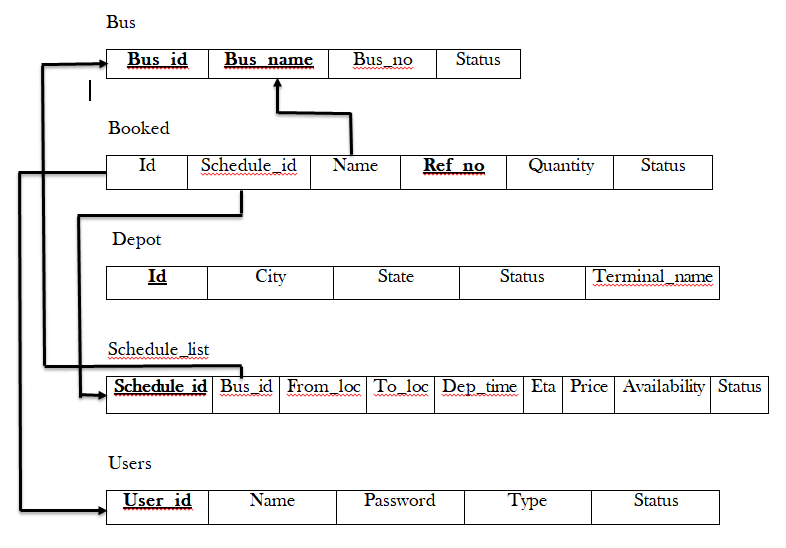 Bus
Bus_id Bus_name Bus_no Status
Booked
Id Schedule_id Name Ref_no Quantity Status
Depot
Id City State Status Terminal_name
Schedule_list
Schedule_id Bus_id From_loc To_loc Dep_time Eta Price Availability Status
Users
User_id Name Password Type Status